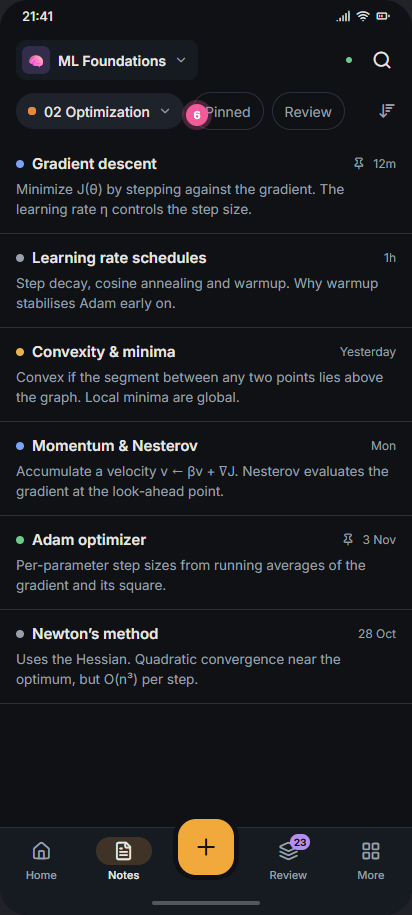 21:41
ML Foundations
02 Optimization
6
Pinned
Review
Gradient descent
12m
Minimize J(θ) by stepping against the gradient. The
learning rate η controls the step size.
Learning rate schedules
1h
Step decay, cosine annealing and warmup. Why warmup
stabilises Adam early on.
Convexity & minima
Yesterday
Convex if the segment between any two points lies above
the graph. Local minima are global.
Momentum & Nesterov
Mon
Accumulate a velocity v ← βv + ∇J. Nesterov evaluates the
gradient at the look-ahead point.
Adam optimizer
3 Nov
Per-parameter step sizes from running averages of the
gradient and its square.
Newton’s method
28 Oct
Uses the Hessian. Quadratic convergence near the
optimum, but O(n³) per step.
23
Home
Notes
Review
More